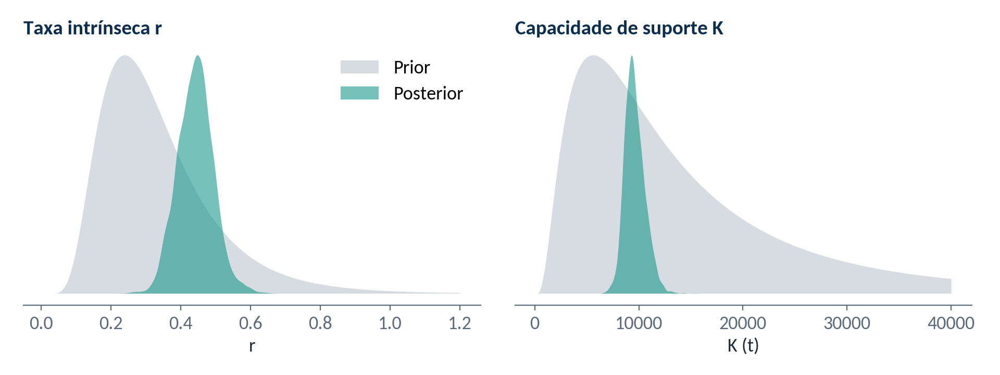 Taxa intrínseca r
Prior
Posterior
0.0 0.2 0.4 0.6 0.8 1.0 1.2
r
Capacidade de suporte K
0 10000 20000 30000 40000
K (t)